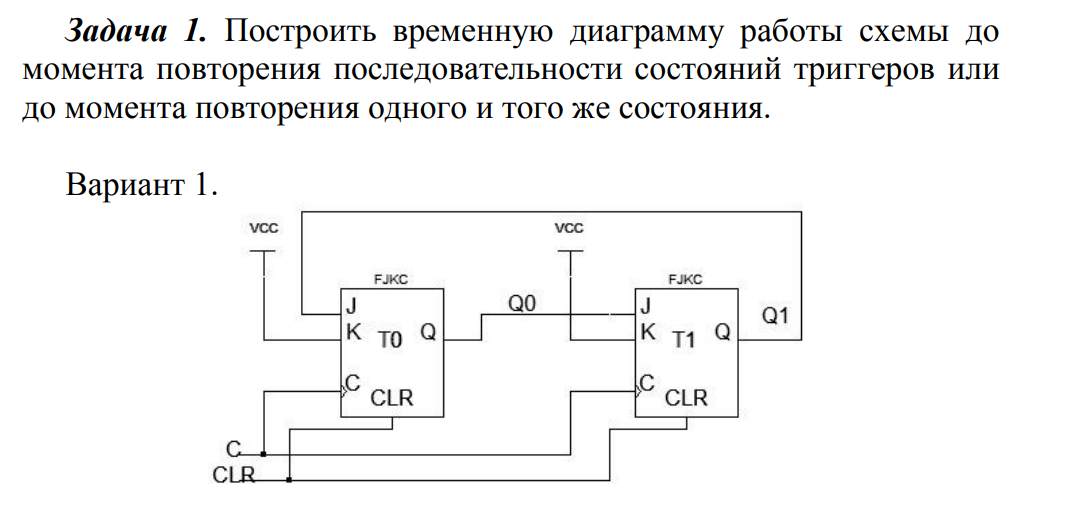 Задача 1. Построить временную диаграмму работы схемы до
момента повторения последовательности состояний триггеров или
до момента повторения одного и того же состояния.
Вариант 1.
VCC
VCC
FJKC
FJKC
J
Q0
J
Q1
K T0 Q
K T1 Q
C
C
CLR
CLR
C
CLR